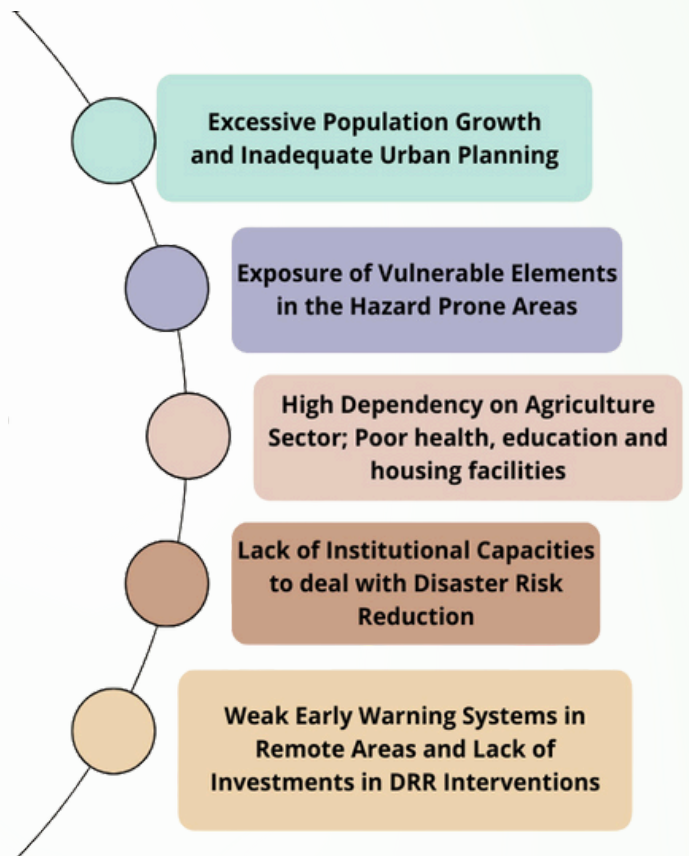 Excessive Population Growth
and Inadequate Urban Planning
Exposure of Vulnerable Elements
in the Hazard Prone Areas
High Dependency on Agriculture
Sector; Poor health, education and
housing facilities
Lack of Institutional Capacities
to deal with Disaster Risk
Reduction
Weak Early Warning Systems in
Remote Areas and Lack of
Investments in DRR Interventions